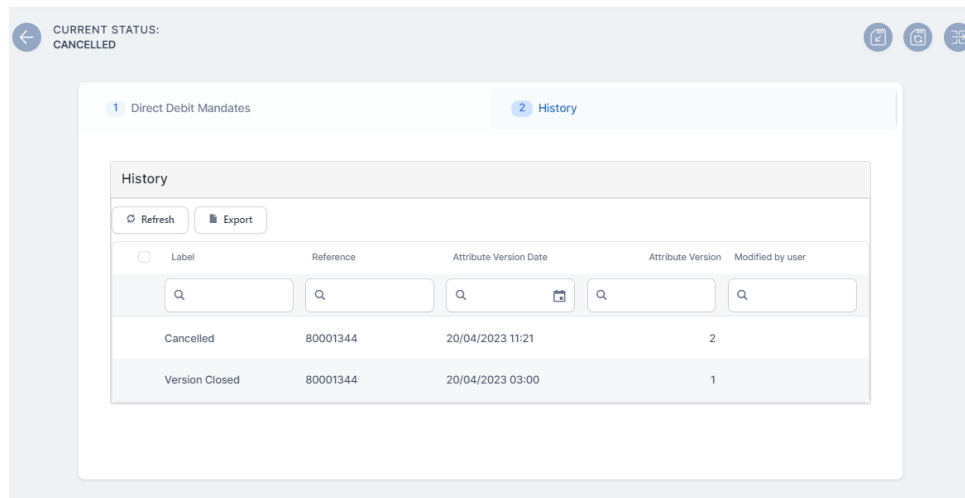 CURRENT STATUS:
CANCELLED
1 Direct Debit Mandates 2 History
History
Refresh Export
Label Reference Attribute Version Date Attribute Version Modified by user
Cancelled 80001344 20/04/2023 11:21 2
Version Closed 80001344 20/04/2023 03:00 1